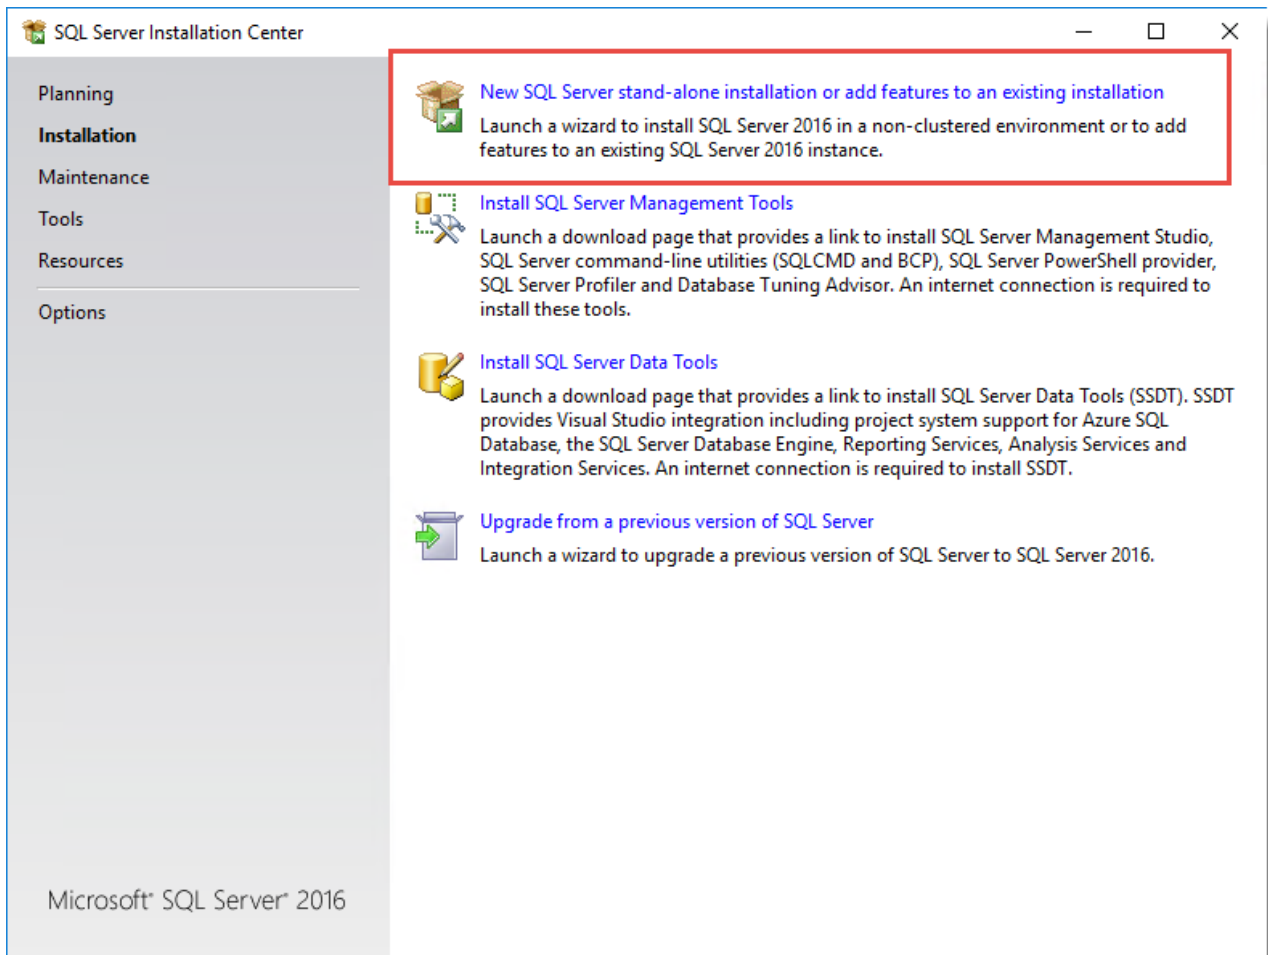 SQL Server Installation Center
Planning
Installation
Maintenance
Tools
Resources
Options
New SQL Server stand-alone installation or add features to an existing installation
Launch a wizard to install SQL Server 2016 in a non-clustered environment or to add
features to an existing SQL Server 2016 instance.
Install SQL Server Management Tools
Launch a download page that provides a link to install SQL Server Management Studio,
SQL Server command-line utilities (SQLCMD and BCP), SQL Server PowerShell provider,
SQL Server Profiler and Database Tuning Advisor. An internet connection is required to
install these tools.
Install SQL Server Data Tools
Launch a download page that provides a link to install SQL Server Data Tools (SSDT). SSDT
provides Visual Studio integration including project system support for Azure SQL
Database, the SQL Server Database Engine, Reporting Services, Analysis Services and
Integration Services. An internet connection is required to install SSDT.
Upgrade from a previous version of SQL Server
Launch a wizard to upgrade a previous version of SQL Server to SQL Server 2016.
Microsoft® SQL Server® 2016